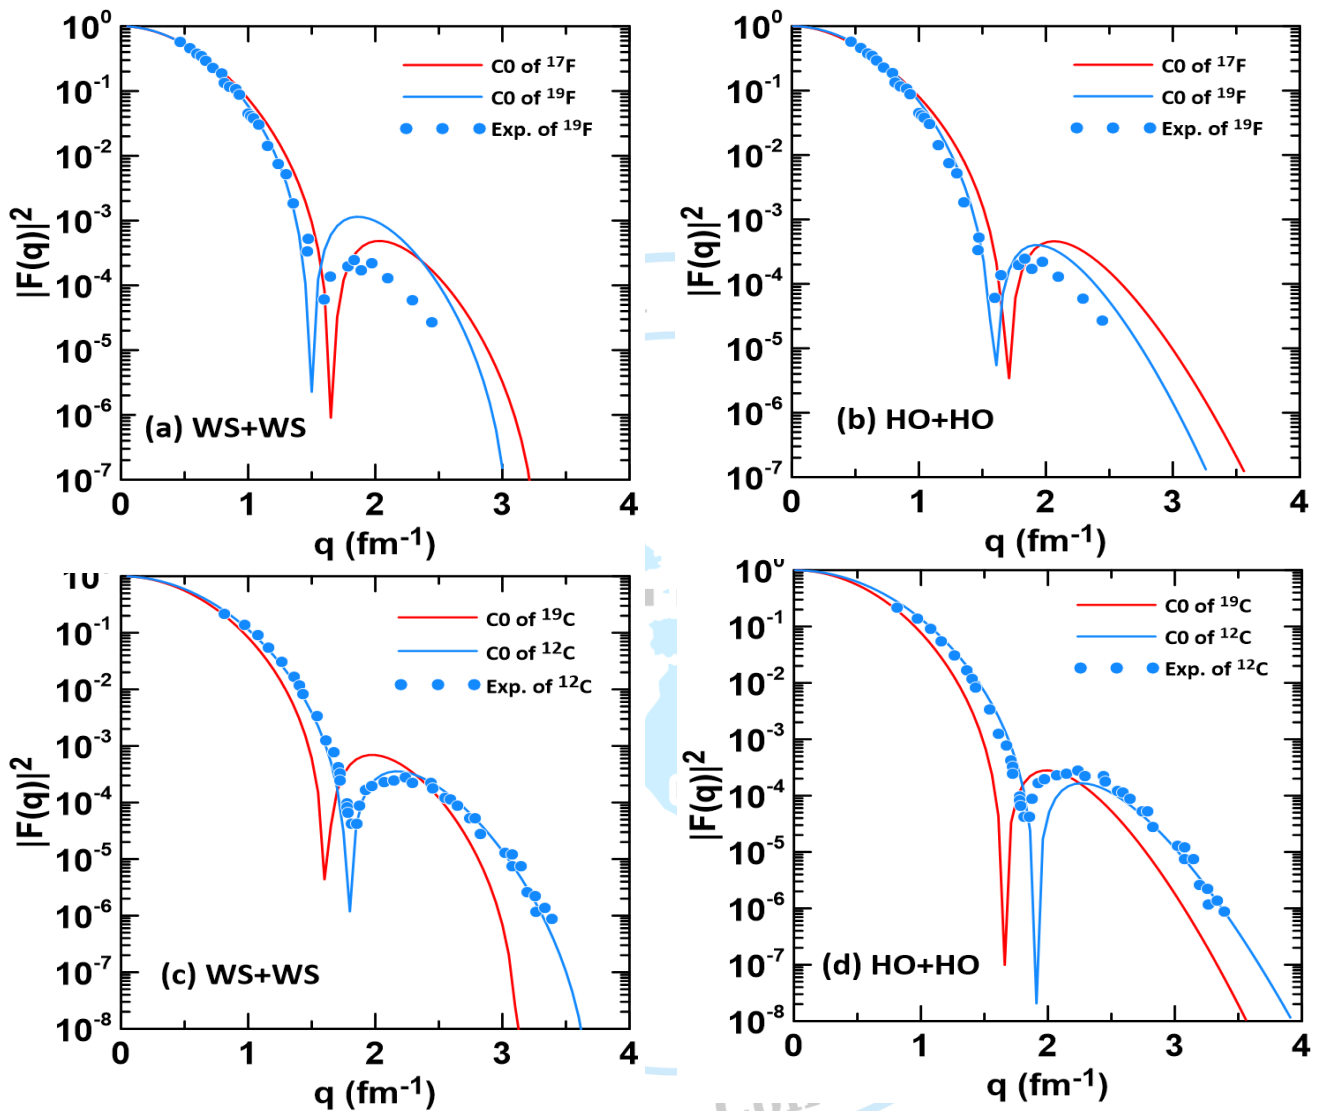 10⁰
10⁻¹
10⁻²
10⁻³
10⁻⁴
10⁻⁵
10⁻⁶
10⁻⁷
|F(q)|²
C0 of ¹⁷F
C0 of ¹⁹F
Exp. of ¹⁹F
(a) WS+WS
0 1 2 3 4
q (fm⁻¹)
10⁰
10⁻¹
10⁻²
10⁻³
10⁻⁴
10⁻⁵
10⁻⁶
10⁻⁷
|F(q)|²
C0 of ¹⁷F
C0 of ¹⁹F
Exp. of ¹⁹F
(b) HO+HO
0 1 2 3 4
q (fm⁻¹)
10⁰
10⁻¹
10⁻²
10⁻³
10⁻⁴
10⁻⁵
10⁻⁶
10⁻⁷
10⁻⁸
|F(q)|²
C0 of ¹⁹C
C0 of ¹²C
Exp. of ¹²C
(c) WS+WS
0 1 2 3 4
q (fm⁻¹)
10⁰
10⁻¹
10⁻²
10⁻³
10⁻⁴
10⁻⁵
10⁻⁶
10⁻⁷
10⁻⁸
|F(q)|²
C0 of ¹⁹C
C0 of ¹²C
Exp. of ¹²C
(d) HO+HO
0 1 2 3 4
q (fm⁻¹)